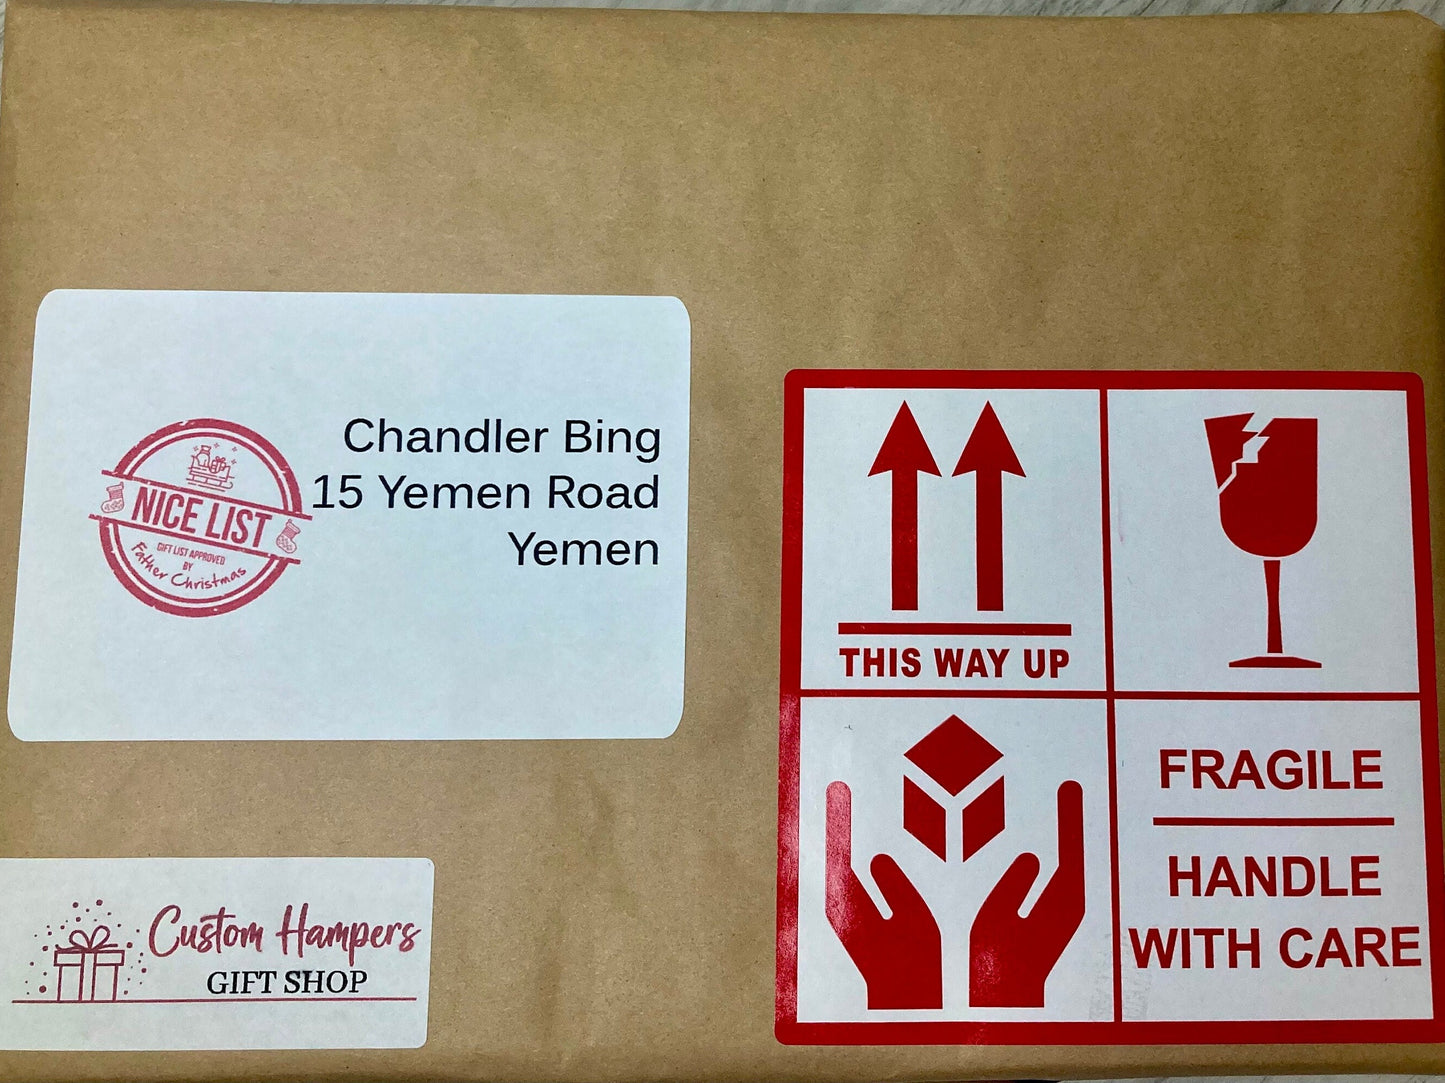 Chandler Bing
15 Yemen Road
Yemen
NICE LIST
GIFT LIST APPROVED
BY
Father Christmas
THIS WAY UP
FRAGILE
HANDLE
WITH CARE
Custom Hampers
GIFT SHOP